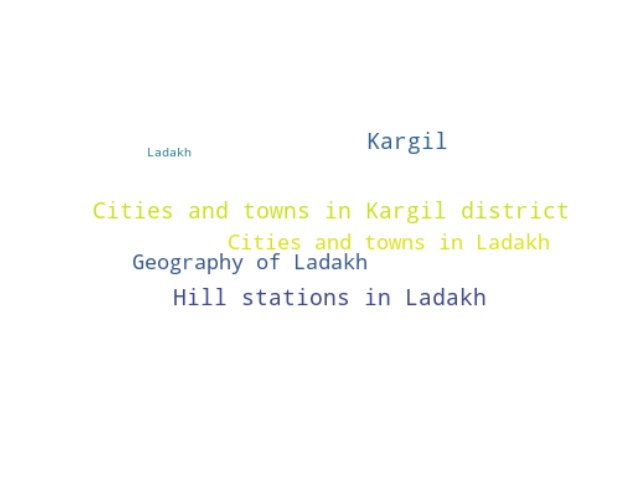 Kargil
Ladakh
Cities and towns in Kargil district
Cities and towns in Ladakh
Geography of Ladakh
Hill stations in Ladakh